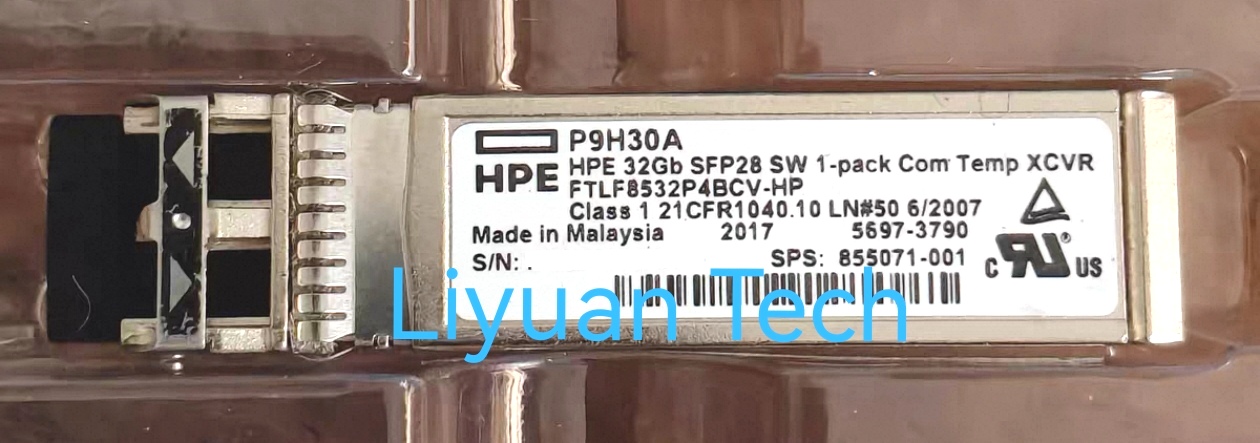 P9H30A
HPE
HPE 32Gb SFP28 SW 1-pack Com Temp XCVR
FTLF8532P4BCV-HP
Class 1 21CFR1040.10 LN#50 6/2007
Made in Malaysia 2017 5697-3790
S/N: . SPS: 855071-001
C US
Liyuan Tech